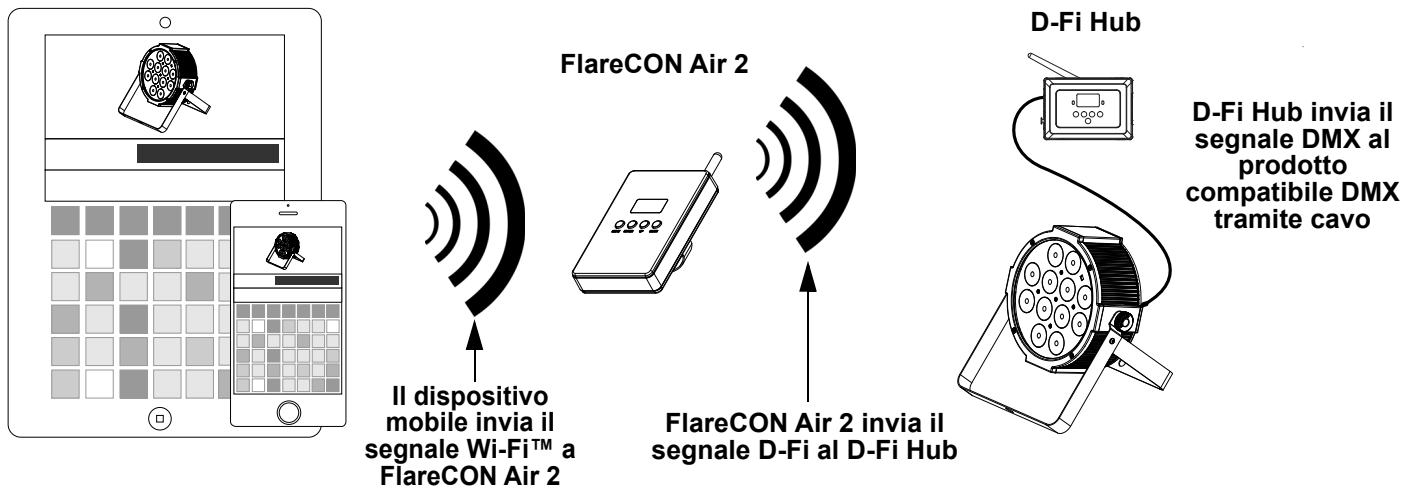 D-Fi Hub
FlareCON Air 2
D-Fi Hub invia il
segnale DMX al
prodotto
compatibile DMX
tramite cavo
Il dispositivo
mobile invia il
segnale Wi-Fi™ a
FlareCON Air 2
FlareCON Air 2 invia il
segnale D-Fi al D-Fi Hub